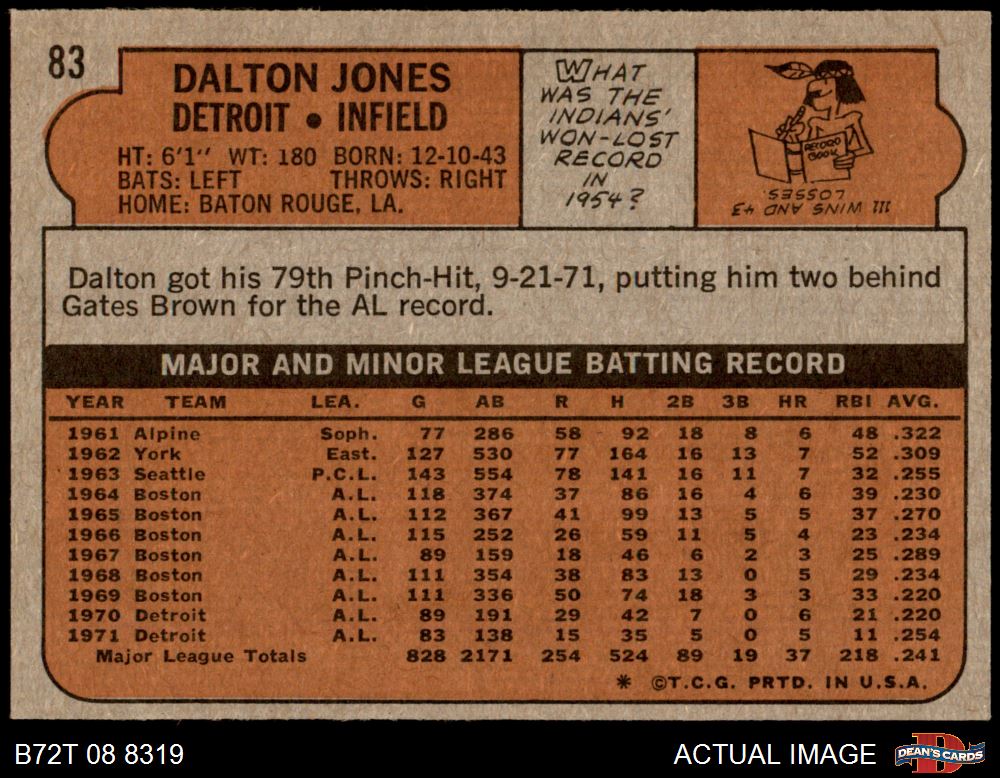 83
DALTON JONES
DETROIT • INFIELD
HT: 6'1" WT: 180 BORN: 12-10-43
BATS: LEFT THROWS: RIGHT
HOME: BATON ROUGE, LA.
WHAT
WAS THE
INDIANS'
WON-LOST
RECORD
IN
1954?
RECORD
BOOK
111 WINS AND 43
LOSSES.
Dalton got his 79th Pinch-Hit, 9-21-71, putting him two behind
Gates Brown for the AL record.
MAJOR AND MINOR LEAGUE BATTING RECORD
YEAR TEAM LEA. G AB R H 2B 3B HR RBI AVG.
1961 Alpine Soph. 77 286 58 92 18 8 6 48 .322
1962 York East. 127 530 77 164 16 13 7 52 .309
1963 Seattle P.C.L. 143 554 78 141 16 11 7 32 .255
1964 Boston A.L. 118 374 37 86 16 4 6 39 .230
1965 Boston A.L. 112 367 41 99 13 5 5 37 .270
1966 Boston A.L. 115 252 26 59 11 5 4 23 .234
1967 Boston A.L. 89 159 18 46 6 2 3 25 .289
1968 Boston A.L. 111 354 38 83 13 0 5 29 .234
1969 Boston A.L. 111 336 50 74 18 3 3 33 .220
1970 Detroit A.L. 89 191 29 42 7 0 6 21 .220
1971 Detroit A.L. 83 138 15 35 5 0 5 11 .254
Major League Totals 828 2171 254 524 89 19 37 218 .241
* ©T.C.G. PRTD. IN U.S.A.
B72T 08 8319
ACTUAL IMAGE
DEAN'S CARDS